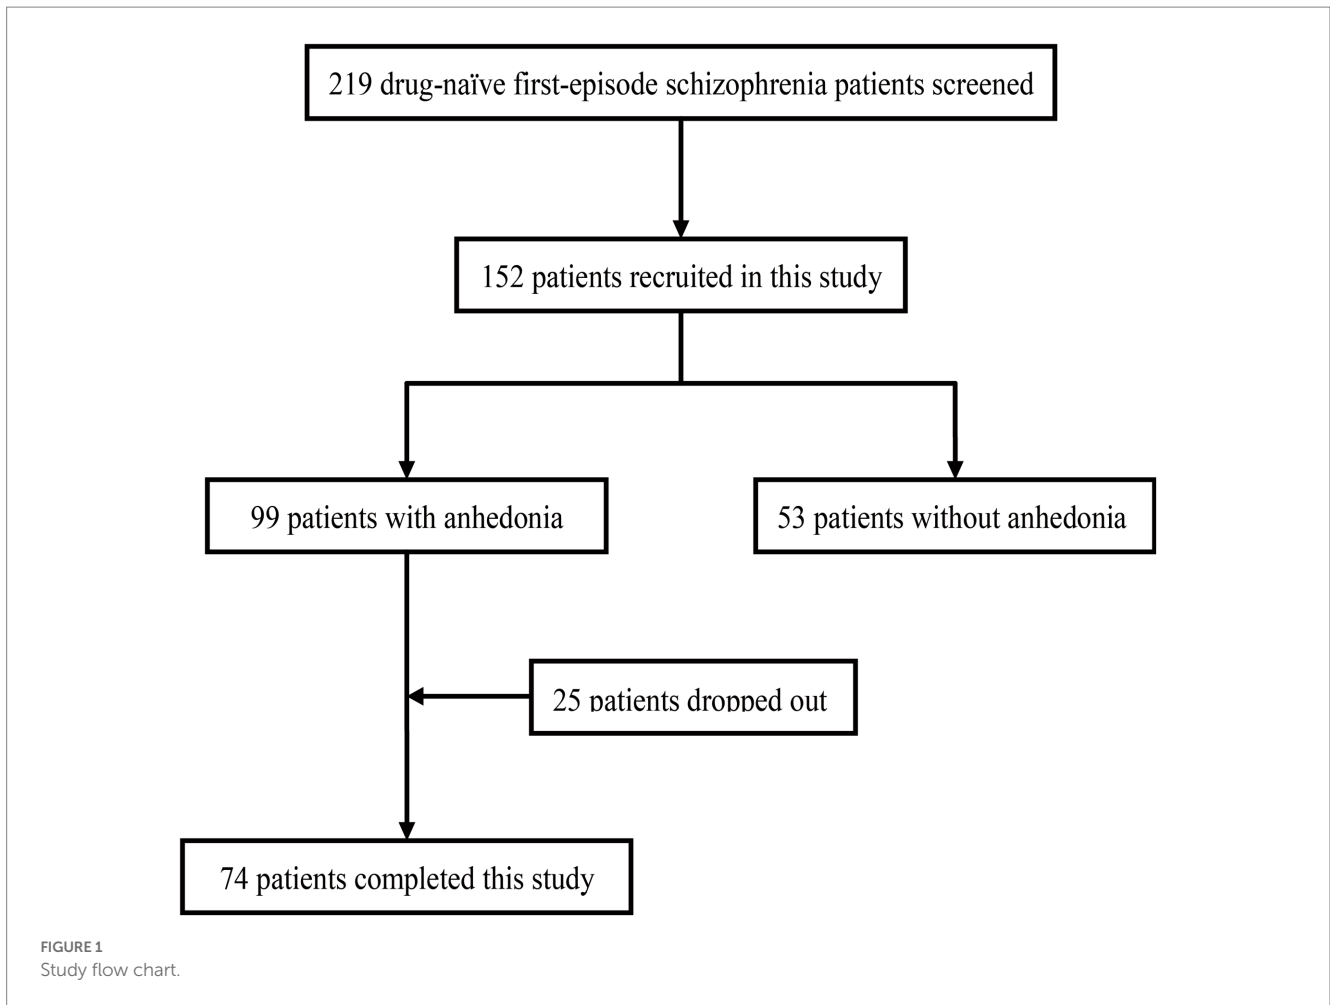 219 drug-naïve first-episode schizophrenia patients screened
152 patients recruited in this study
99 patients with anhedonia
53 patients without anhedonia
25 patients dropped out
74 patients completed this study
FIGURE 1
Study flow chart.